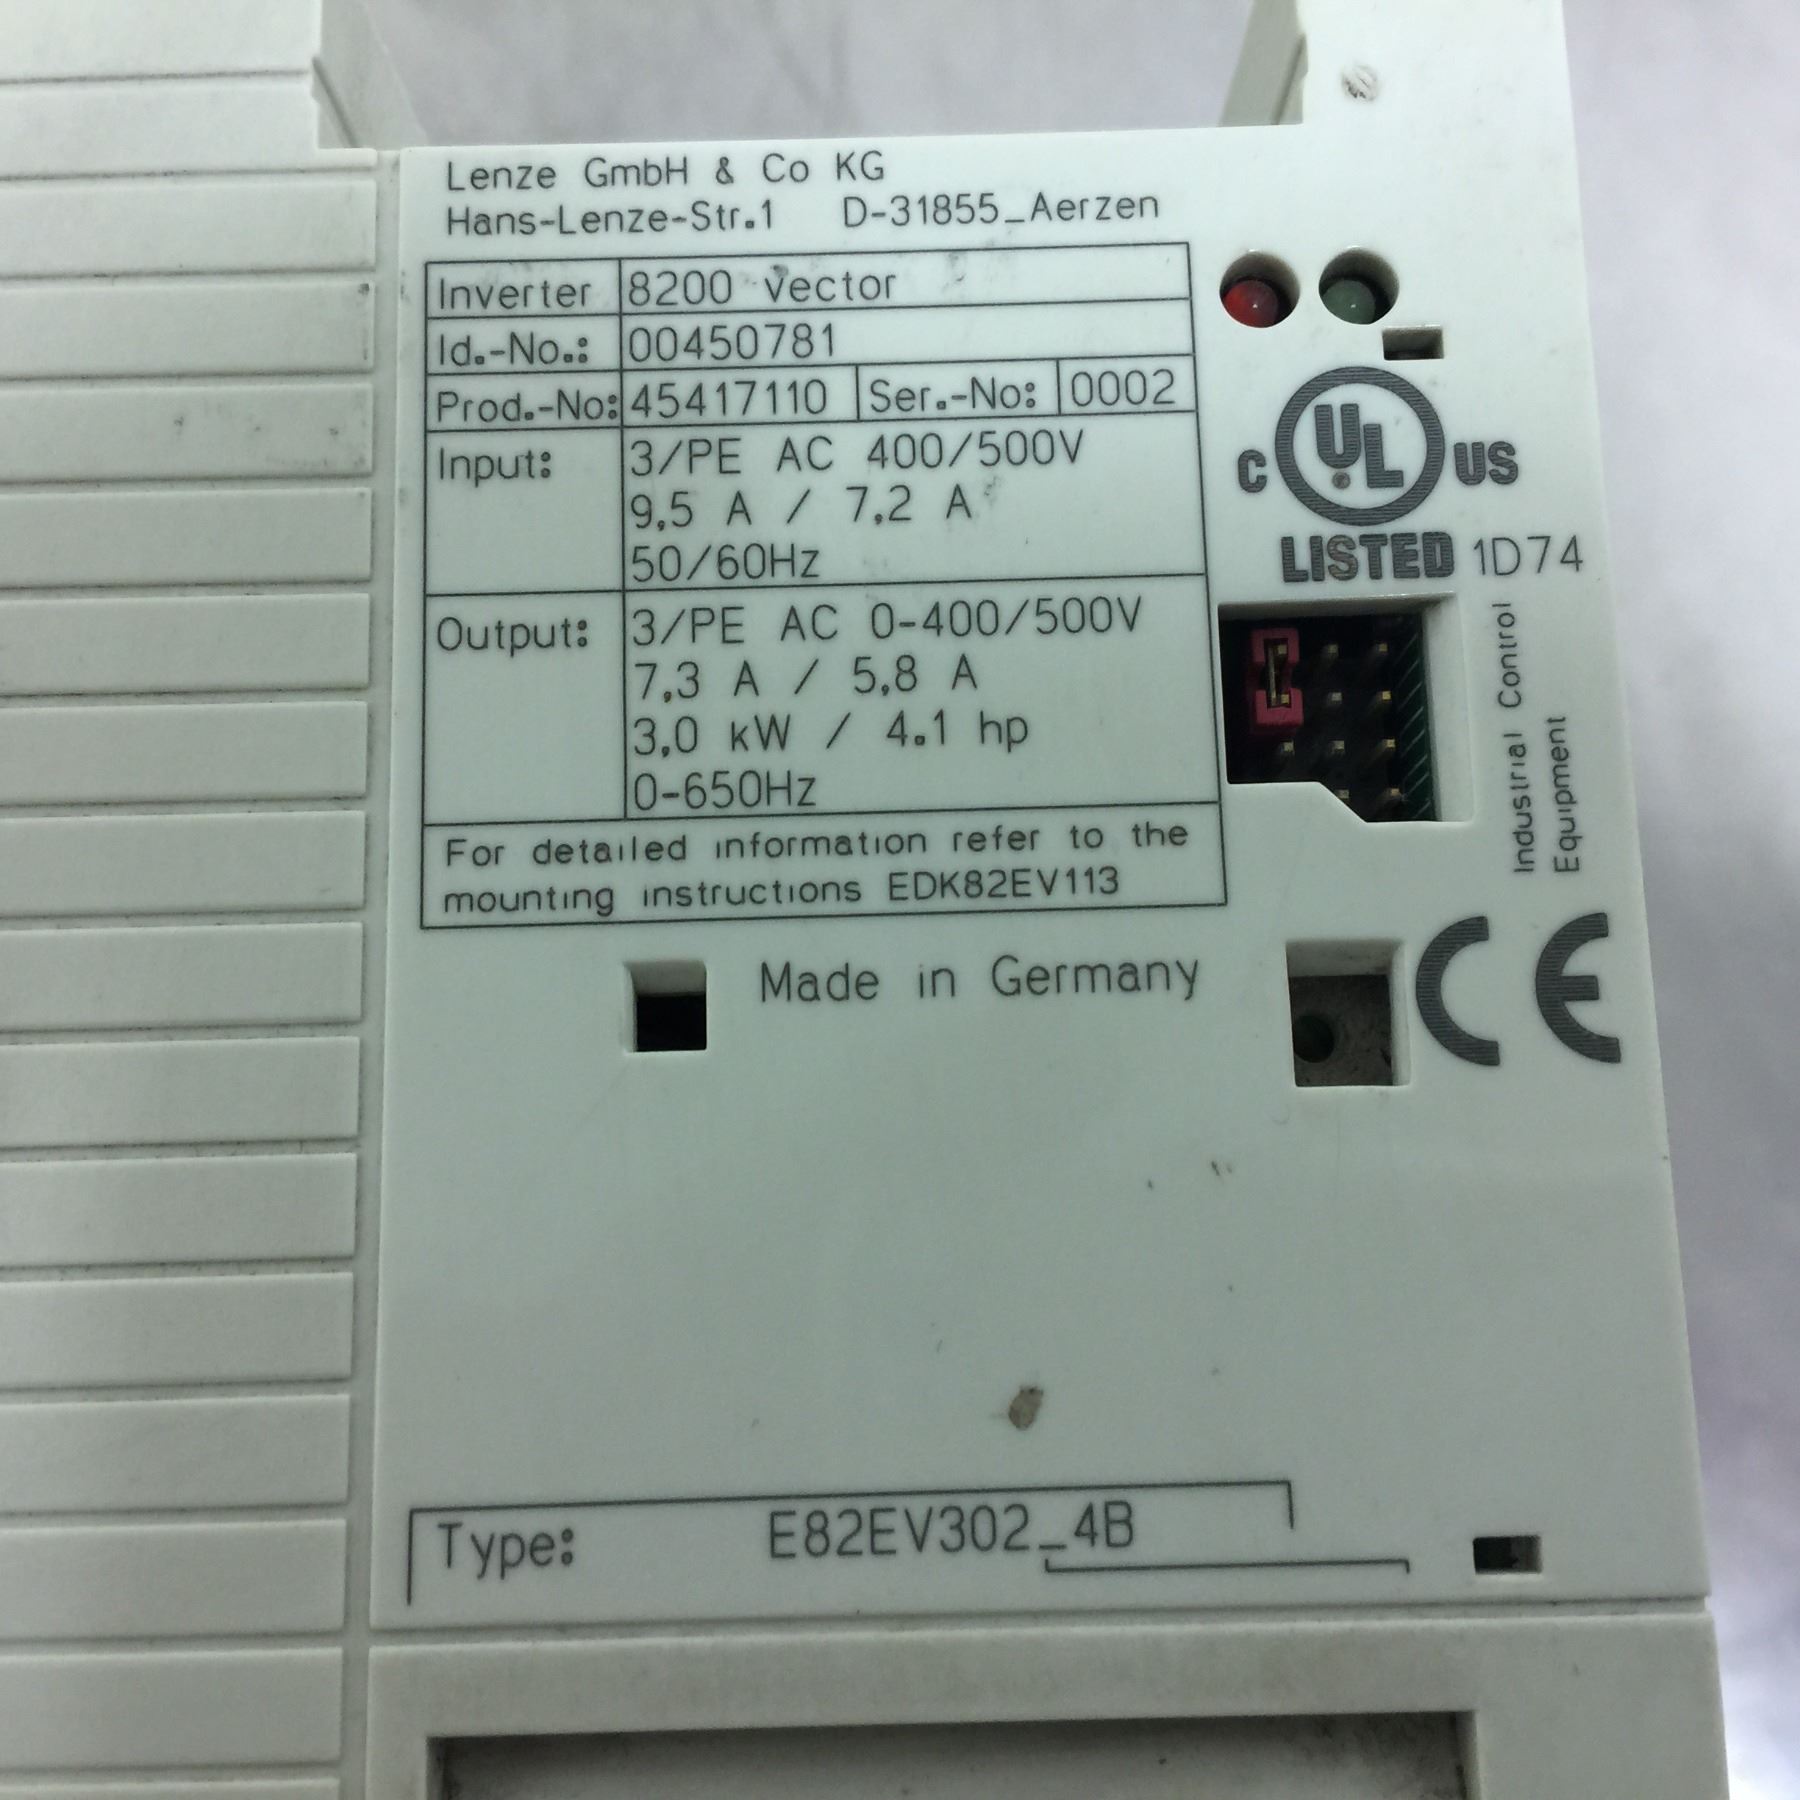 Lenze GmbH & Co KG
Hans-Lenze-Str.1 D-31855_Aerzen
Inverter 8200 vector
Id.-No.: 00450781
Prod.-No: 45417110 Ser.-No: 0002
Input: 3/PE AC 400/500V
9,5 A / 7,2 A
50/60Hz
Output: 3/PE AC 0-400/500V
7,3 A / 5,8 A
3,0 kW / 4.1 hp
0-650Hz
For detailed information refer to the
mounting instructions EDK82EV113
C UL US
LISTED 1D74
Industrial Control
Equipment
Made in Germany
CE
Type: E82EV302_4B